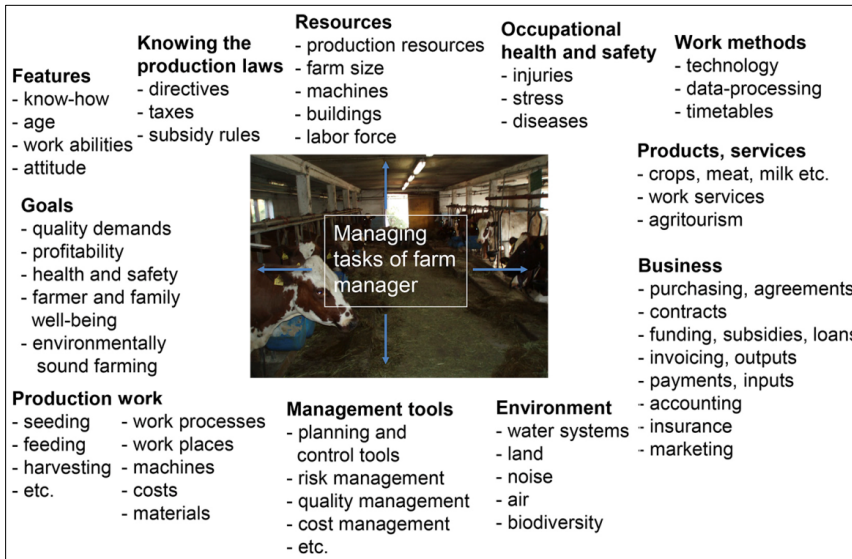 Features
- know-how
- age
- work abilities
- attitude
Knowing the
production laws
- directives
- taxes
- subsidy rules
Resources
- production resources
- farm size
- machines
- buildings
- labor force
Occupational
health and safety
- injuries
- stress
- diseases
Work methods
- technology
- data-processing
- timetables
Products, services
- crops, meat, milk etc.
- work services
- agritourism
Goals
- quality demands
- profitability
- health and safety
- farmer and family
well-being
- environmentally
sound farming
Managing
tasks of farm
manager
Business
- purchasing, agreements
- contracts
- funding, subsidies, loans
- invoicing, outputs
- payments, inputs
- accounting
- insurance
- marketing
Production work
- seeding
- feeding
- harvesting
- etc.
- work processes
- work places
- machines
- costs
- materials
Management tools
- planning and
control tools
- risk management
- quality management
- cost management
- etc.
Environment
- water systems
- land
- noise
- air
- biodiversity